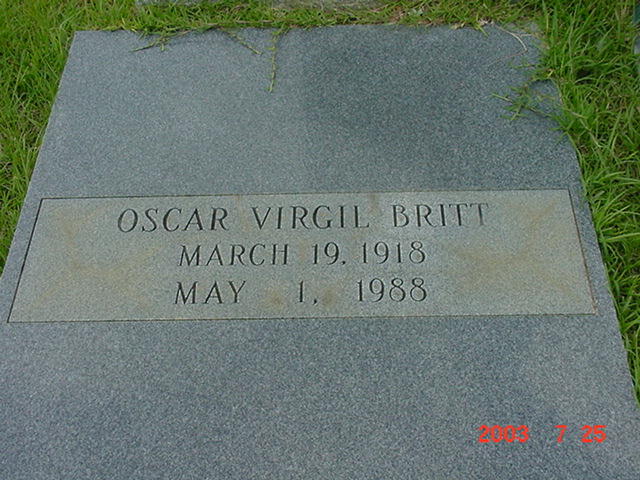 OSCAR VIRGIL BRITT
MARCH 19, 1918
MAY 1, 1988
2003 7 25